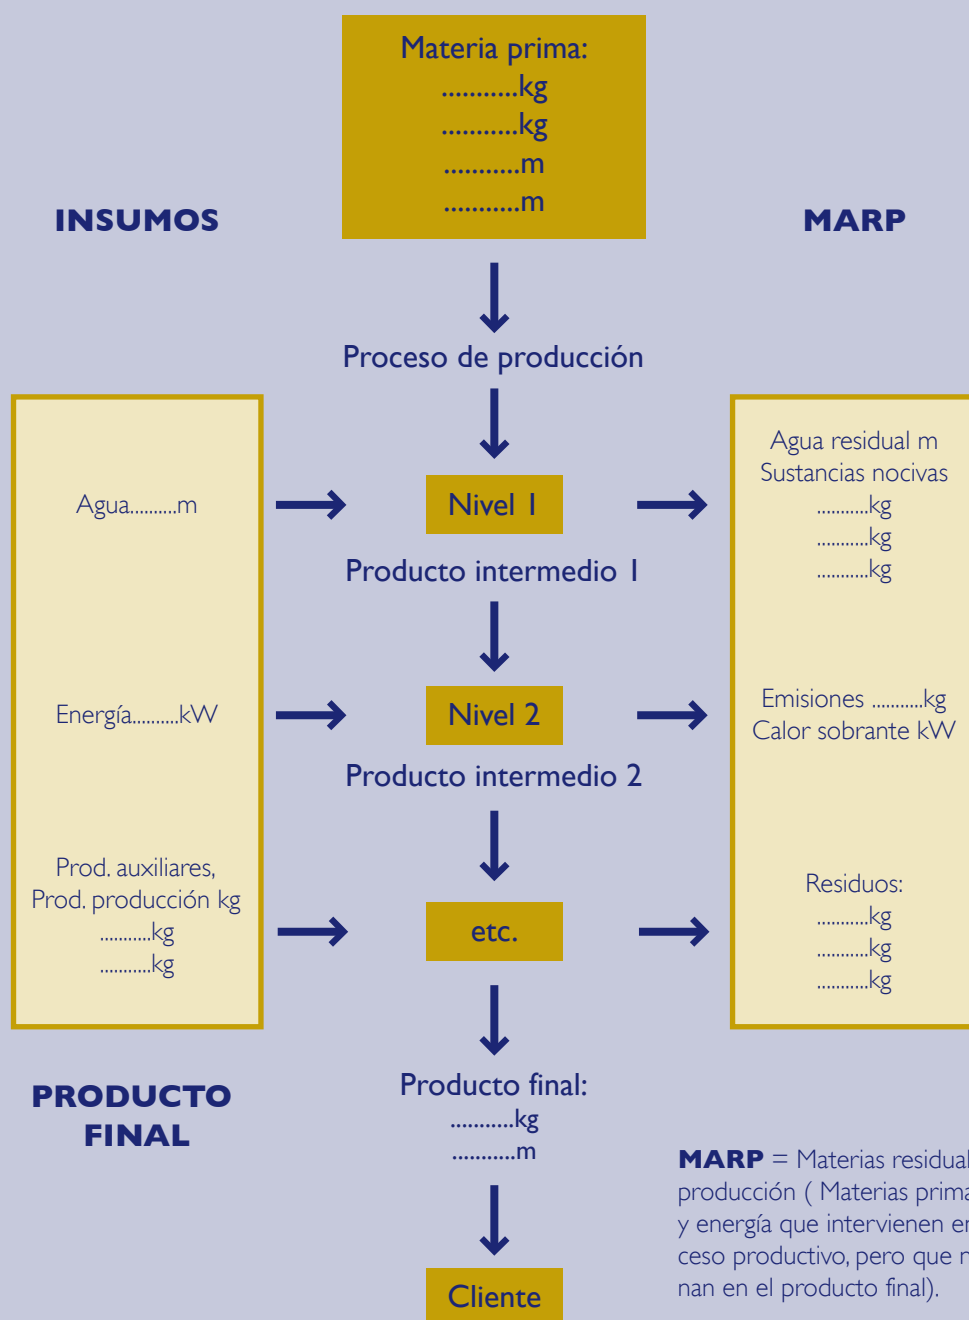 Materia prima:
...........kg
...........kg
...........m
...........m
INSUMOS
MARP
Proceso de producción
Agua.........m
Nivel 1
Agua residual m
Sustancias nocivas
...........kg
...........kg
...........kg
Producto intermedio 1
Energía.........kW
Nivel 2
Emisiones ...........kg
Calor sobrante kW
Producto intermedio 2
Prod. auxiliares,
Prod. producción kg
...........kg
...........kg
etc.
Residuos:
...........kg
...........kg
...........kg
PRODUCTO
FINAL
Producto final:
...........kg
...........m
Cliente
MARP = Materias residual
producción ( Materias prima
y energía que intervienen en
ceso productivo, pero que
nan en el producto final).